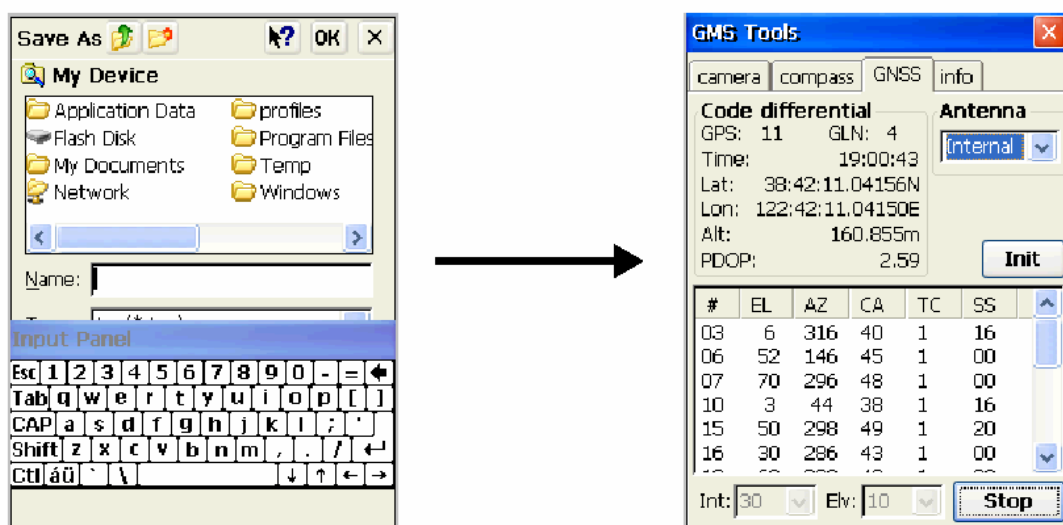 Save As ? OK ×
My Device
Application Data profiles
Flash Disk Program Files
My Documents Temp
Network Windows
Name:
Input Panel
Esc 1 2 3 4 5 6 7 8 9 0 - =
Tab q w e r t y u i o p [ ]
CAP a s d f g h j k l ; '
Shift z x c v b n m , . /
Ctl áü ` \ ↓ ↑ ← →
GMS Tools
camera compass GNSS info
Code differential Antenna
GPS: 11 GLN: 4 Internal
Time: 19:00:43
Lat: 38:42:11.04156N
Lon: 122:42:11.04150E
Alt: 160.855m
PDOP: 2.59 Init
# EL AZ CA TC SS
03 6 316 40 1 16
06 52 146 45 1 00
07 70 296 48 1 00
10 3 44 38 1 16
15 50 298 49 1 20
16 30 286 43 1 00
Int: 30 Elv: 10 Stop